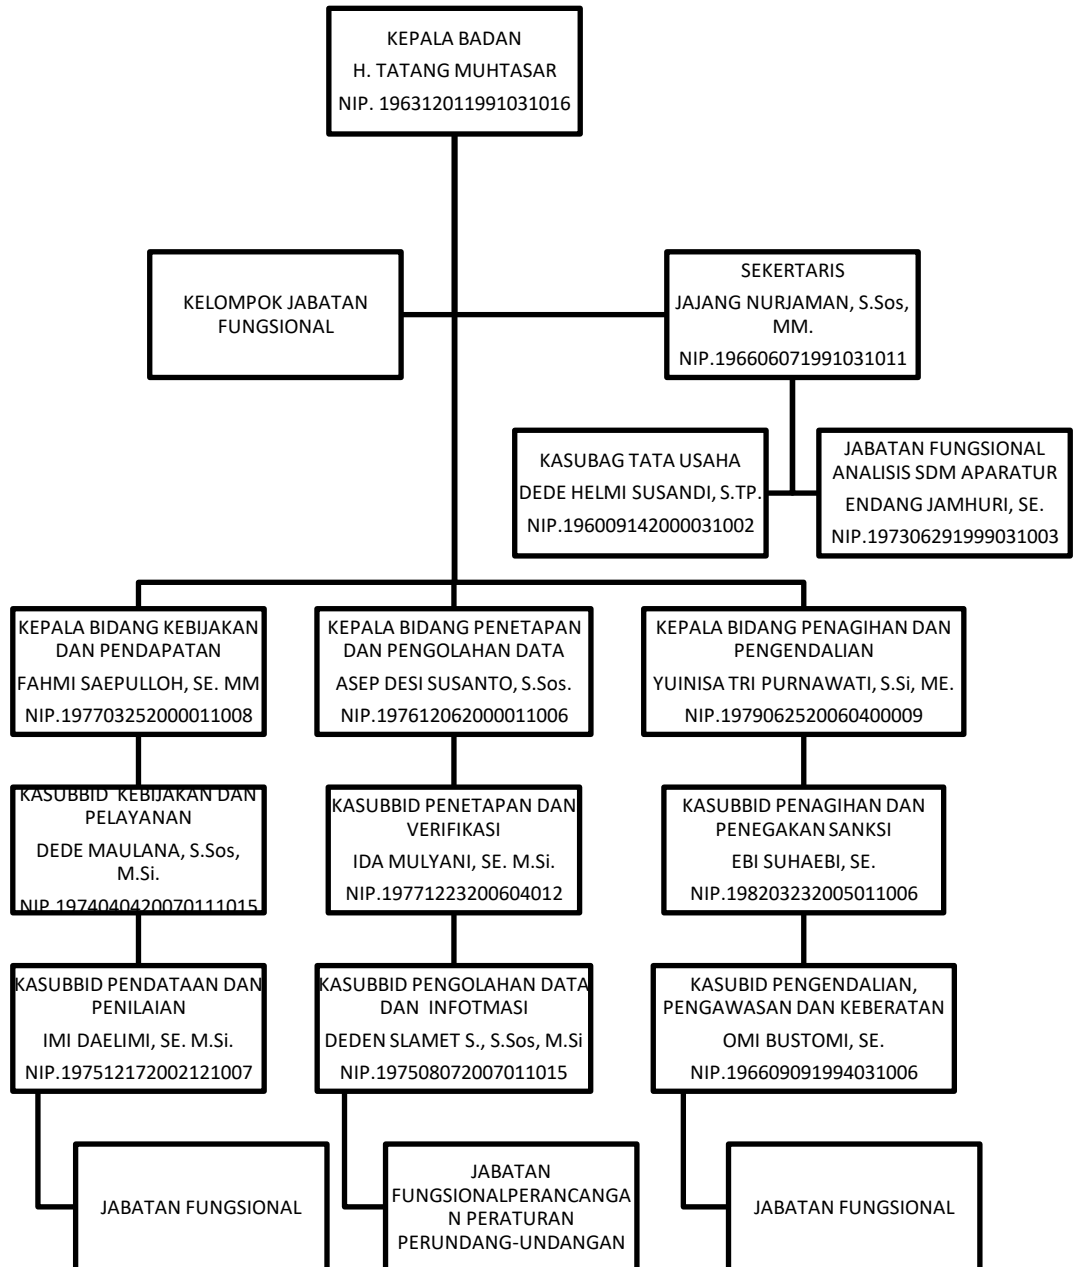 KEPALA BADAN
H. TATANG MUHTASAR
NIP. 196312011991031016
KELOMPOK JABATAN
FUNGSIONAL
SEKERTARIS
JAJANG NURJAMAN, S.Sos,
MM.
NIP.196606071991031011
KASUBAG TATA USAHA
DEDE HELMI SUSANDI, S.TP.
NIP.196009142000031002
JABATAN FUNGSIONAL
ANALISIS SDM APARATUR
ENDANG JAMHURI, SE.
NIP.197306291999031003
KEPALA BIDANG KEBIJAKAN
DAN PENDAPATAN
FAHMI SAEPULLOH, SE. MM
NIP.197703252000011008
KEPALA BIDANG PENETAPAN
DAN PENGOLAHAN DATA
ASEP DESI SUSANTO, S.Sos.
NIP.197612062000011006
KEPALA BIDANG PENAGIHAN DAN
PENGENDALIAN
YUINISA TRI PURNAWATI, S.Si, ME.
NIP.1979062520060400009
KASUBBID KEBIJAKAN DAN
PELAYANAN
DEDE MAULANA, S.Sos,
M.Si.
NIP.1974040420070111015
KASUBBID PENETAPAN DAN
VERIFIKASI
IDA MULYANI, SE. M.Si.
NIP.19771223200604012
KASUBBID PENAGIHAN DAN
PENEGAKAN SANKSI
EBI SUHAEBI, SE.
NIP.198203232005011006
KASUBBID PENDATAAN DAN
PENILAIAN
IMI DAELIMI, SE. M.Si.
NIP.197512172002121007
KASUBBID PENGOLAHAN DATA
DAN INFOTMASI
DEDEN SLAMET S., S.Sos, M.Si
NIP.197508072007011015
KASUBID PENGENDALIAN,
PENGAWASAN DAN KEBERATAN
OMI BUSTOMI, SE.
NIP.196609091994031006
JABATAN FUNGSIONAL
JABATAN
FUNGSIONALPERANCANGA
N PERATURAN
PERUNDANG-UNDANGAN
JABATAN FUNGSIONAL